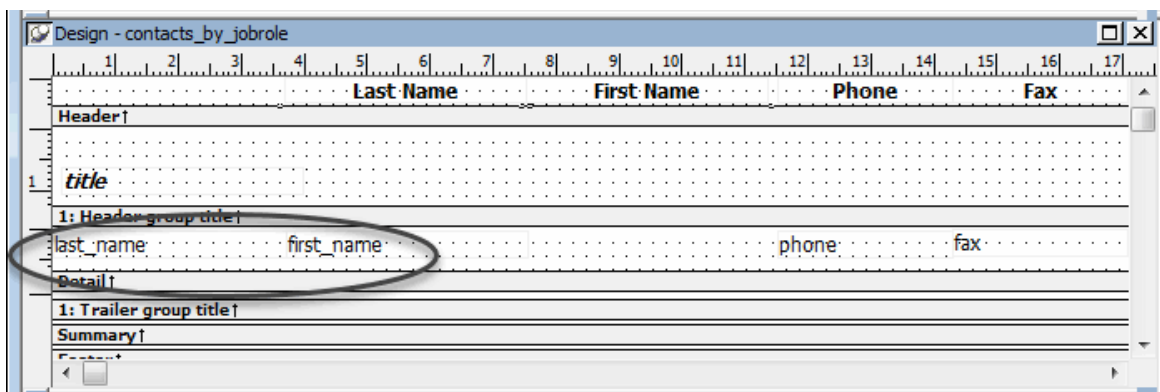 Design - contacts_by_jobrole
1 2 3 4 5 6 7 8 9 10 11 12 13 14 15 16 17
Last Name First Name Phone Fax
Header↑
1
title
1: Header group title↑
last_name first_name phone fax
Detail↑
1: Trailer group title↑
Summary↑
Footer↑